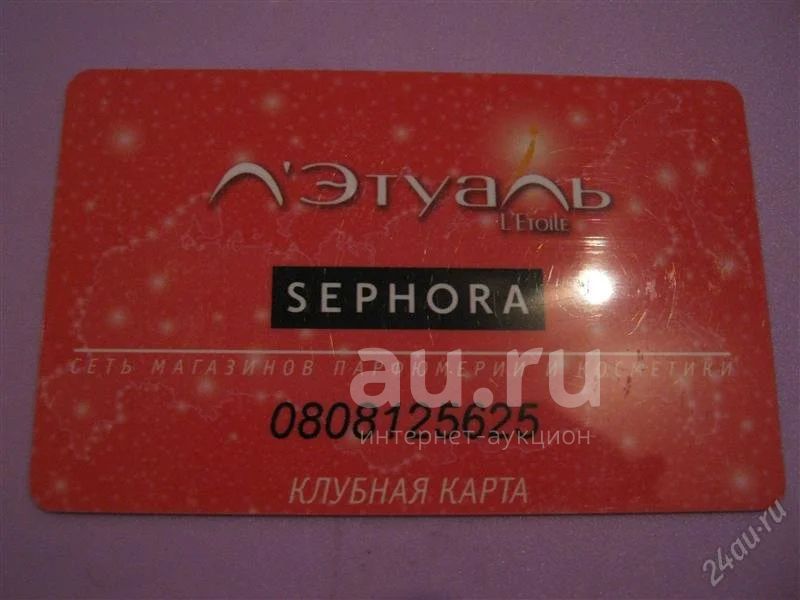 Л'Этуаль
L'Etoile
SEPHORA
СЕТЬ МАГАЗИНОВ ПАРФЮМЕРИИ И КОСМЕТИКИ
au.ru
0808125625
интернет-аукцион
КЛУБНАЯ КАРТА
24au.ru